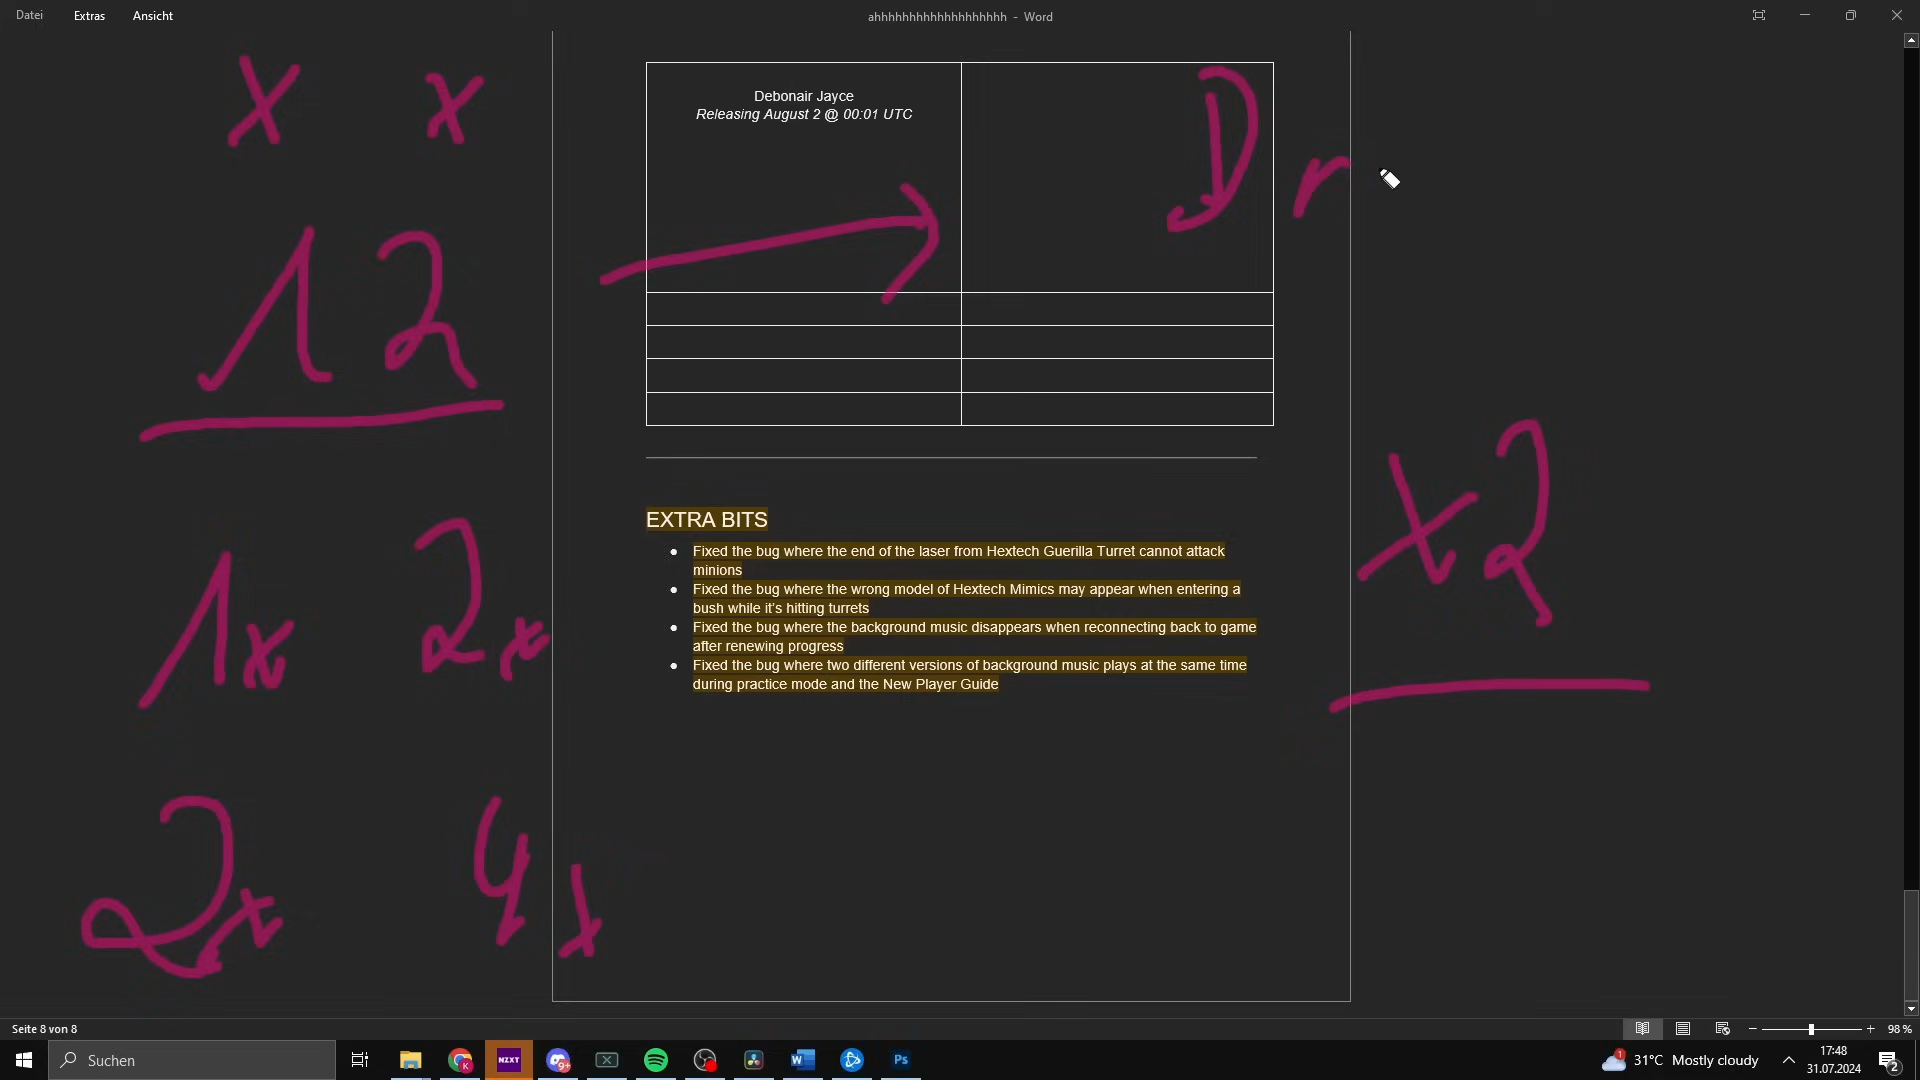 Datei Extras Ansicht ahhhhhhhhhhhhhhhhhhh - Word
x x
Debonair Jayce
Releasing August 2 @ 00:01 UTC
Dr
12
EXTRA BITS
● Fixed the bug where the end of the laser from Hextech Guerilla Turret cannot attack
minions
● Fixed the bug where the wrong model of Hextech Mimics may appear when entering a
bush while it's hitting turrets
● Fixed the bug where the background music disappears when reconnecting back to game
after renewing progress
● Fixed the bug where two different versions of background music plays at the same time
during practice mode and the New Player Guide
x2
1x 2x
2x 4x
Seite 8 von 8 98 %
Suchen
NZXT
9+
K
W
Ps
1
31°C Mostly cloudy
17:48
31.07.2024
2